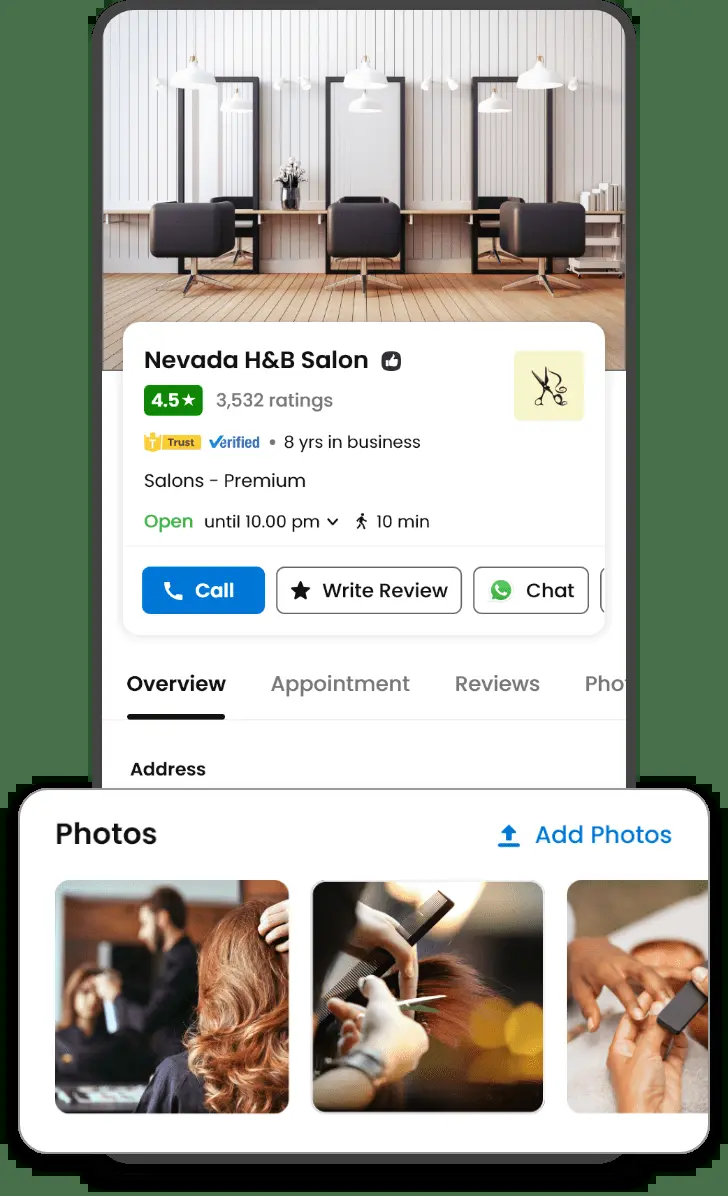 Nevada H&B Salon
4.5★ 3,532 ratings
T Trust Verified • 8 yrs in business
Salons - Premium
Open until 10.00 pm 10 min
Call Write Review Chat
Overview Appointment Reviews Pho
Address
Photos Add Photos